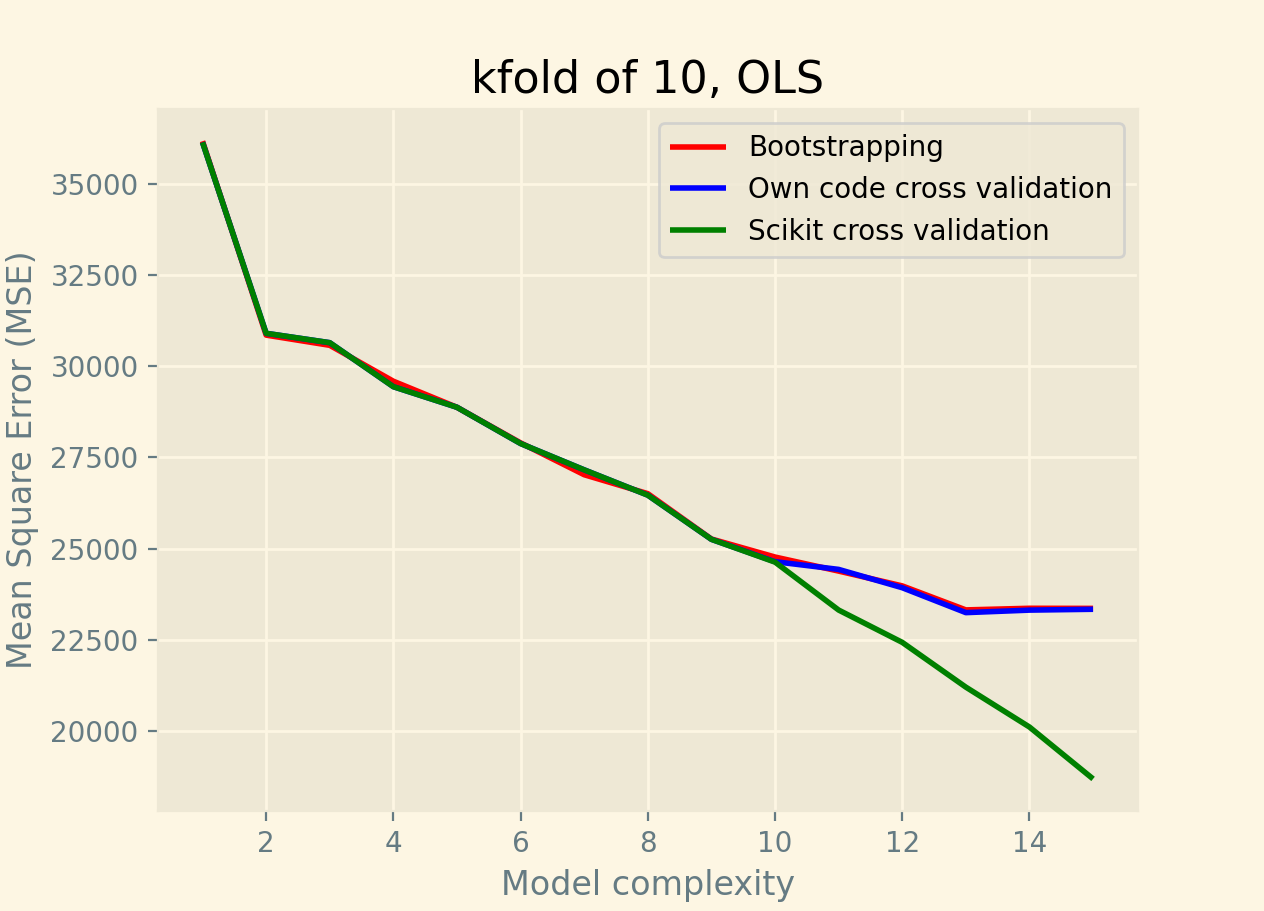 kfold of 10, OLS
Bootstrapping
Own code cross validation
Scikit cross validation
Mean Square Error (MSE)
35000
32500
30000
27500
25000
22500
20000
2 4 6 8 10 12 14
Model complexity